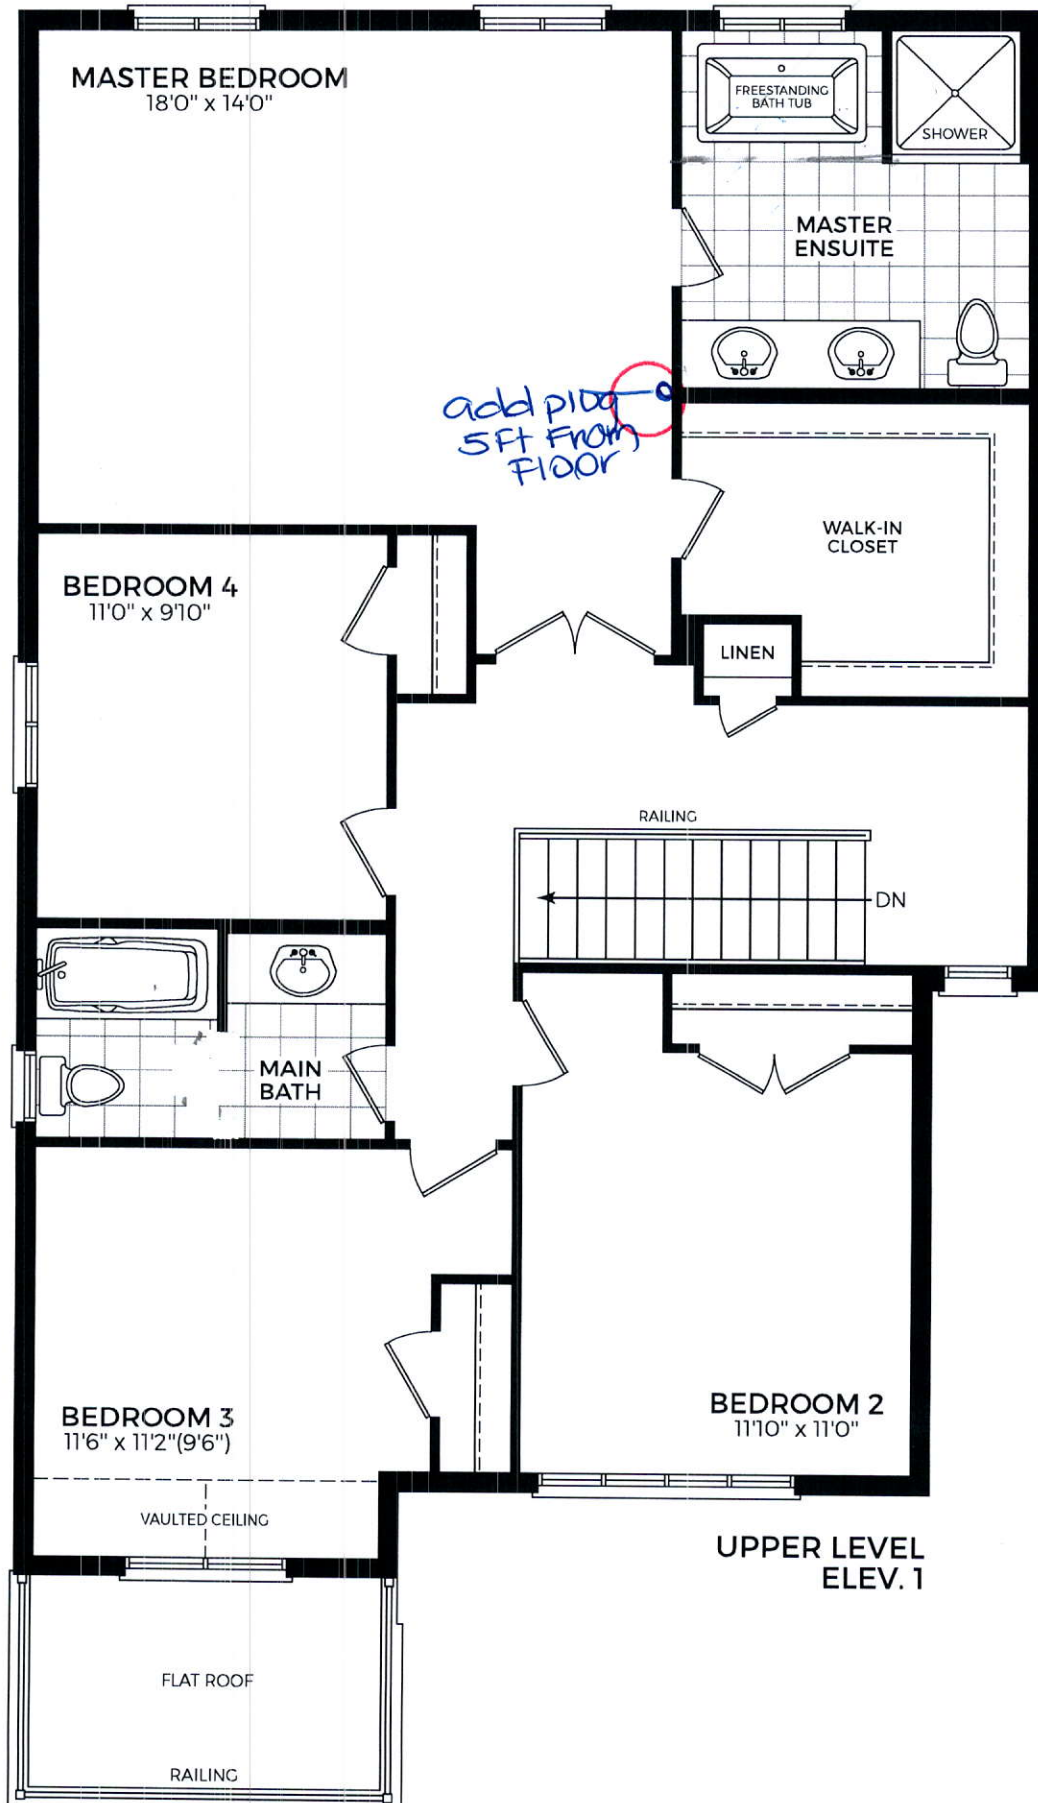 MASTER BEDROOM
18'0" x 14'0"
FREESTANDING
BATH TUB
SHOWER
MASTER
ENSUITE
add plug
5Ft From
Floor
WALK-IN
CLOSET
BEDROOM 4
11'0" x 9'10"
LINEN
RAILING
DN
MAIN
BATH
BEDROOM 3
11'6" x 11'2"(9'6")
BEDROOM 2
11'10" x 11'0"
VAULTED CEILING
UPPER LEVEL
ELEV. 1
FLAT ROOF
RAILING